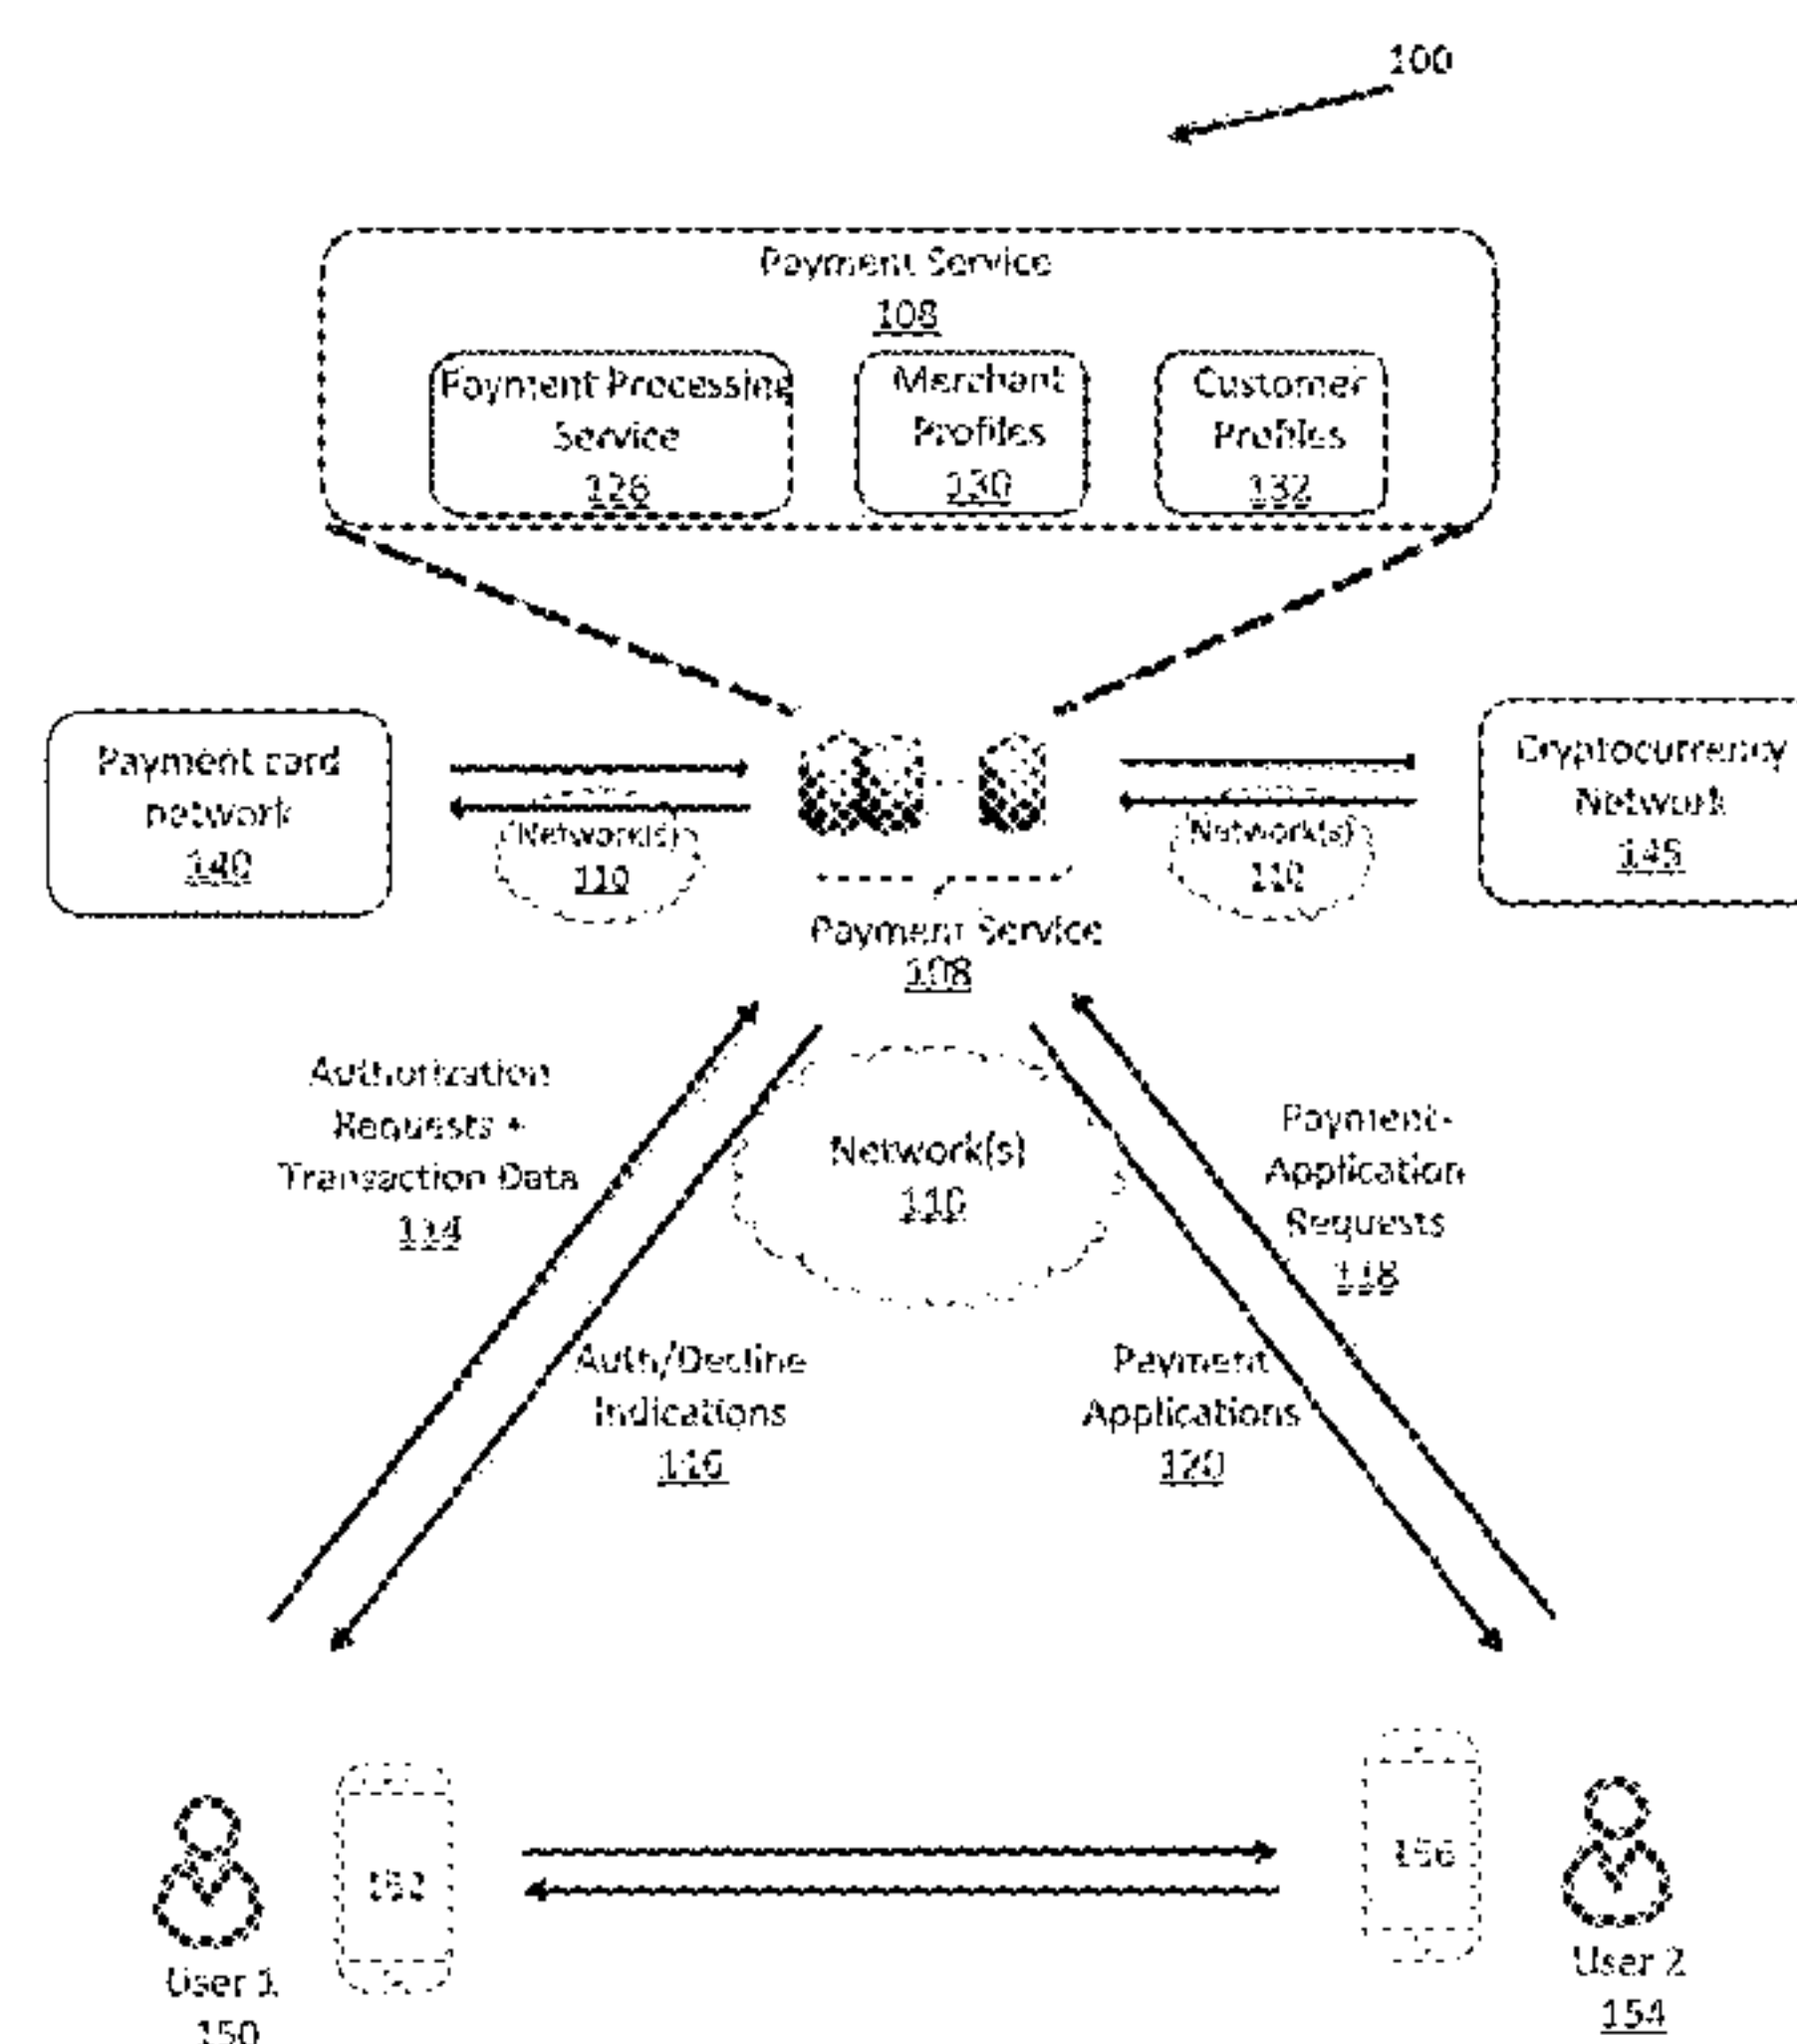 100
Payment Service
108
Payment Processing
Service
126
Merchant
Profiles
130
Customer
Profiles
132
Payment card
network
140
Network(s)
110
Payment Service
108
Network(s)
110
Cryptocurrency
Network
145
Authorization
Requests +
Transaction Data
114
Network(s)
110
Payment-
Application
Requests
118
Auth/Decline
Indications
116
Payment
Applications
120
152
156
User 1
150
User 2
154